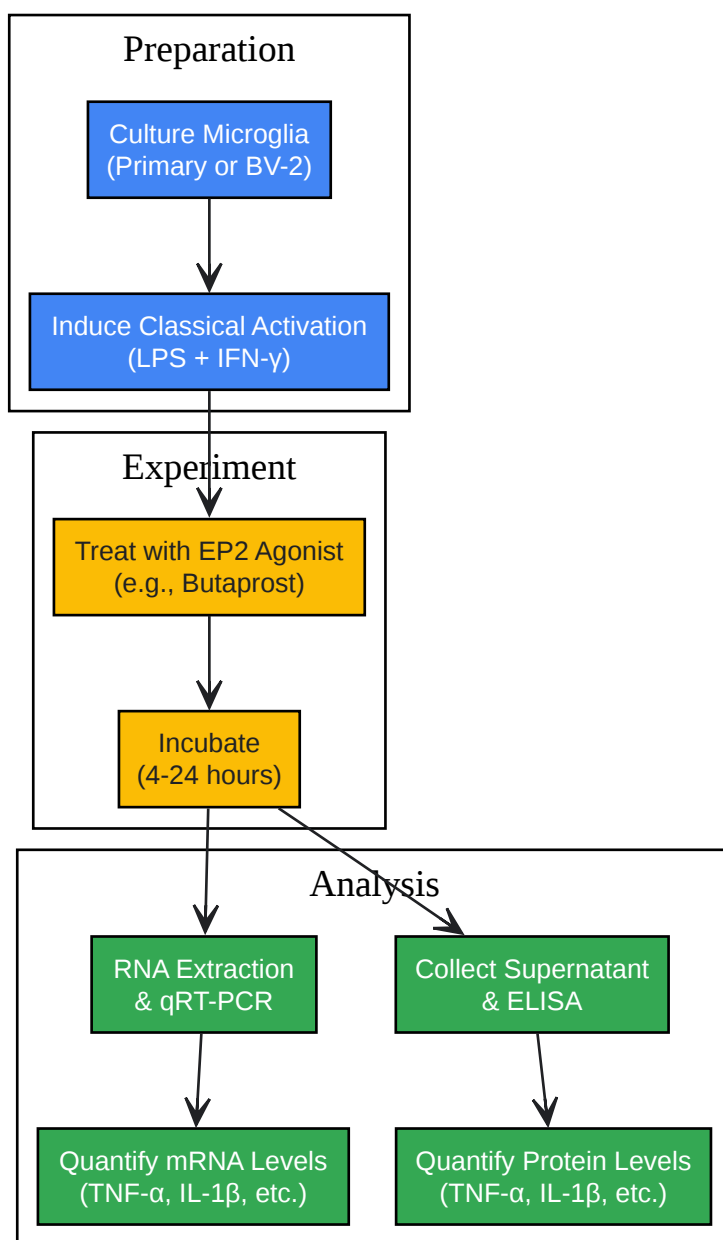 Preparation
Culture Microglia
(Primary or BV-2)
Induce Classical Activation
(LPS + IFN-γ)
Experiment
Treat with EP2 Agonist
(e.g., Butaprost)
Incubate
(4-24 hours)
Analysis
RNA Extraction
& qRT-PCR
Collect Supernatant
& ELISA
Quantify mRNA Levels
(TNF-α, IL-1β, etc.)
Quantify Protein Levels
(TNF-α, IL-1β, etc.)